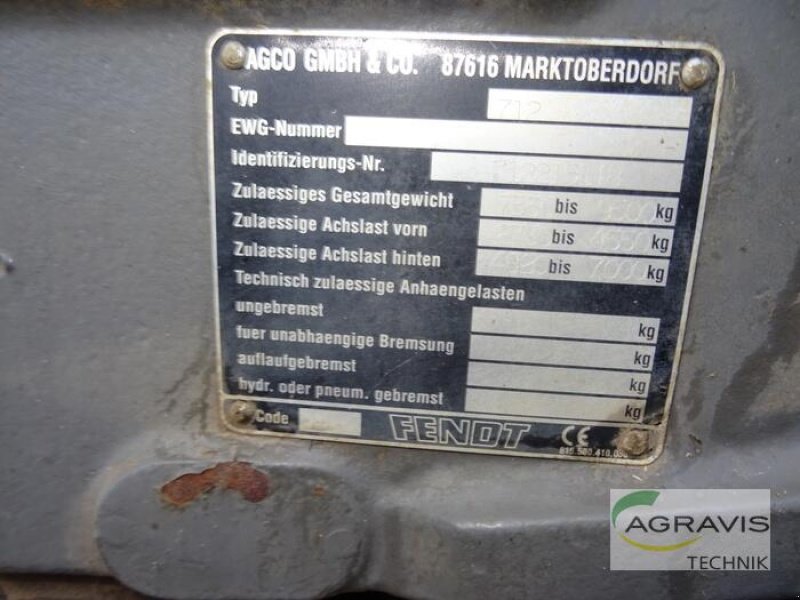 AGCO GMBH & CO. 87616 MARKTOBERDORF
Typ
EWG-Nummer
Identifizierungs-Nr.
Zulaessiges Gesamtgewicht bis kg
Zulaessige Achslast vorn bis kg
Zulaessige Achslast hinten bis kg
Technisch zulaessige Anhaengelasten
ungebremst kg
fuer unabhaengige Bremsung kg
auflaufgebremst kg
hydr. oder pneum. gebremst kg
Code FENDT CE
AGRAVIS
TECHNIK